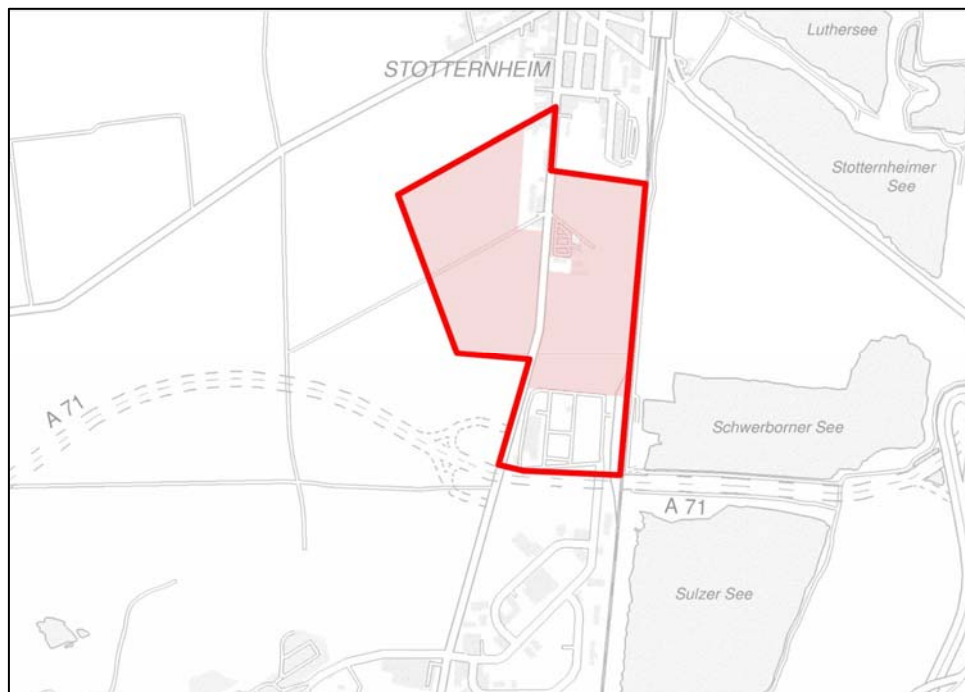 Luthersee
STOTTERNHEIM
Stotternheimer
See
A 71
Schwerborner See
A 71
Sulzer See